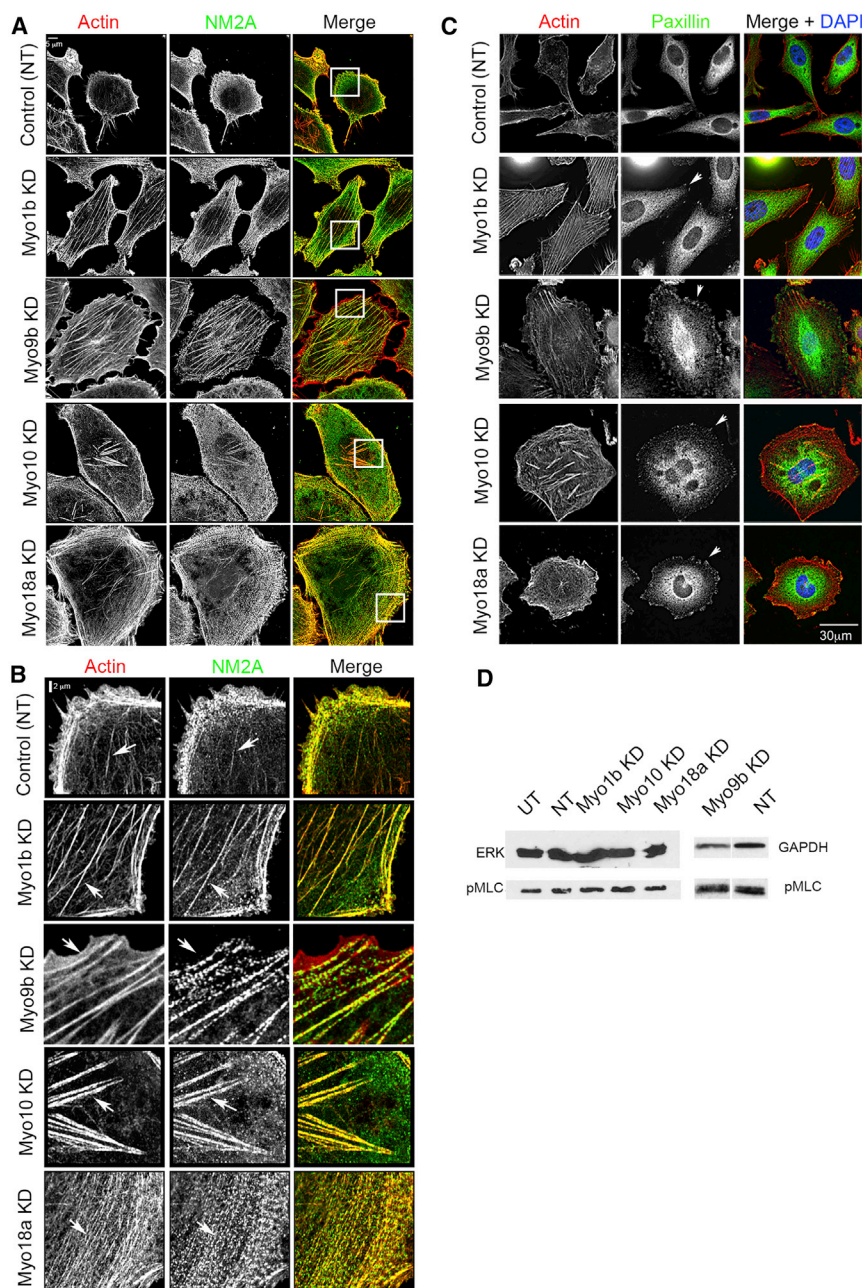 A
Actin NM2A Merge
5 µm
Control (NT)
Myo1b KD
Myo9b KD
Myo10 KD
Myo18a KD
B
Actin NM2A Merge
2 µm
Control (NT)
Myo1b KD
Myo9b KD
Myo10 KD
Myo18a KD
C
Actin Paxillin Merge + DAPI
Control (NT)
Myo1b KD
Myo9b KD
Myo10 KD
Myo18a KD
30µm
D
UT NT Myo1b KD Myo10 KD Myo18a KD Myo9b KD NT
ERK GAPDH
pMLC pMLC